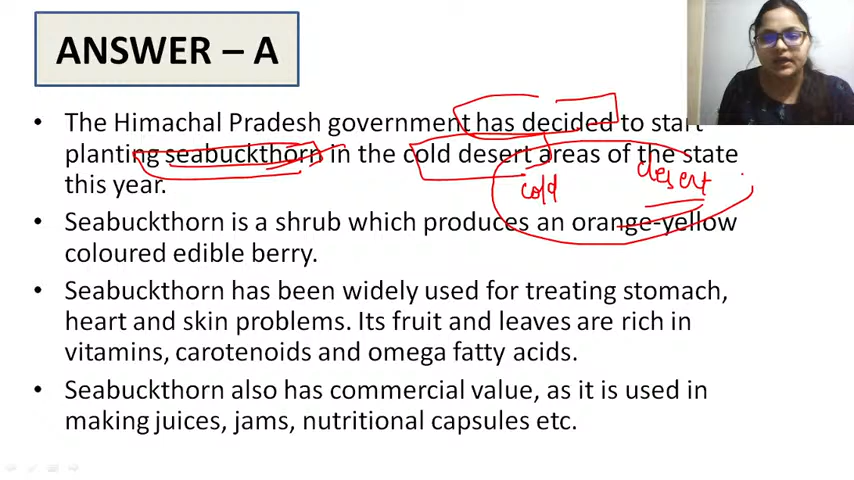 ANSWER – A
• The Himachal Pradesh government has decided to start
planting seabuckthorn in the cold desert areas of the state
this year.
cold desert
• Seabuckthorn is a shrub which produces an orange-yellow
coloured edible berry.
• Seabuckthorn has been widely used for treating stomach,
heart and skin problems. Its fruit and leaves are rich in
vitamins, carotenoids and omega fatty acids.
• Seabuckthorn also has commercial value, as it is used in
making juices, jams, nutritional capsules etc.